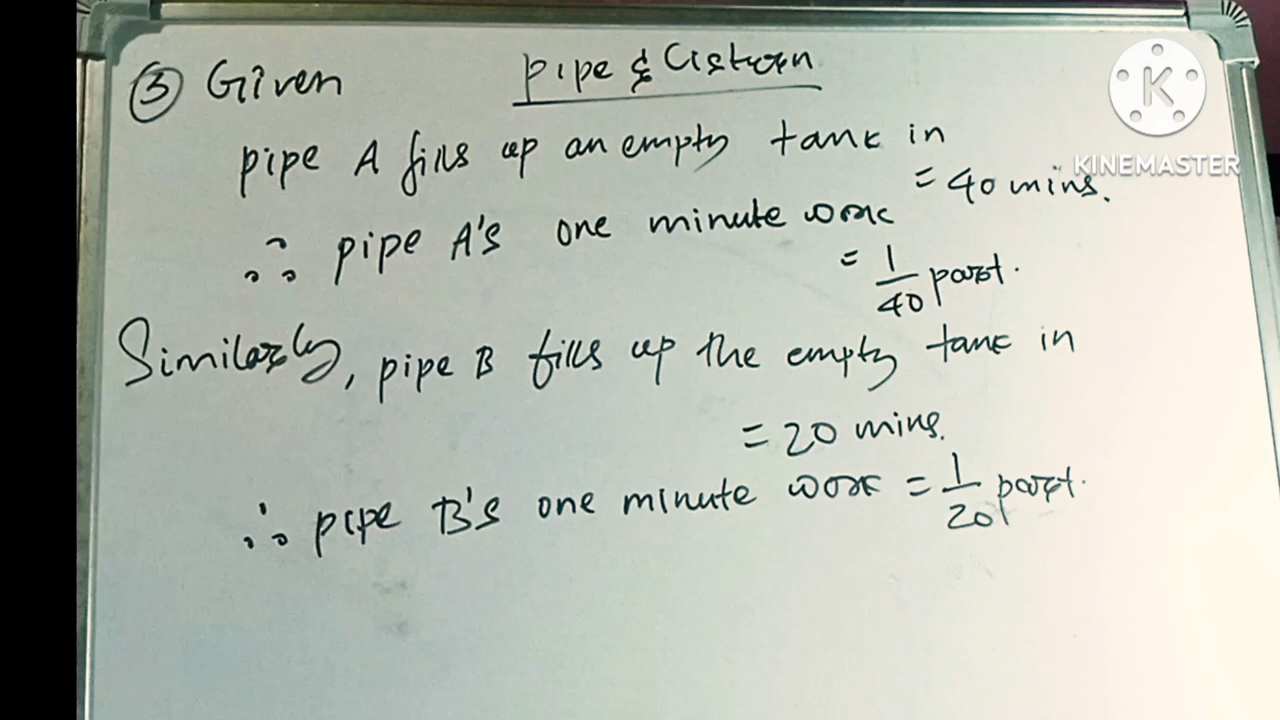 ③ Given
Pipe & Cistern
pipe A fills up an empty tank in
= 40 mins.
∴ pipe A's one minute work
= 1/40 part.
Similarly, pipe B fills up the empty tank in
= 20 mins.
∴ pipe B's one minute work = 1/20 part.
K
KINEMASTER